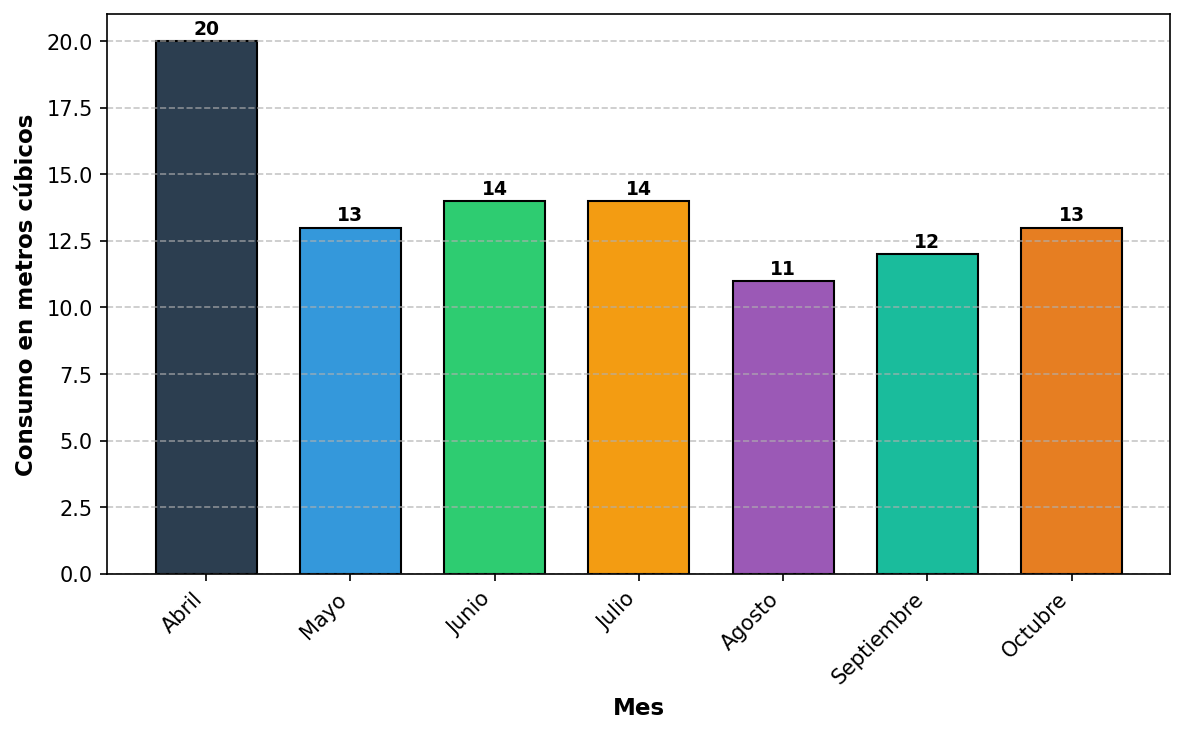 Consumo en metros cúbicos
20.0
17.5
15.0
12.5
10.0
7.5
5.0
2.5
0.0
20
13
14
14
11
12
13
Abril
Mayo
Junio
Julio
Agosto
Septiembre
Octubre
Mes